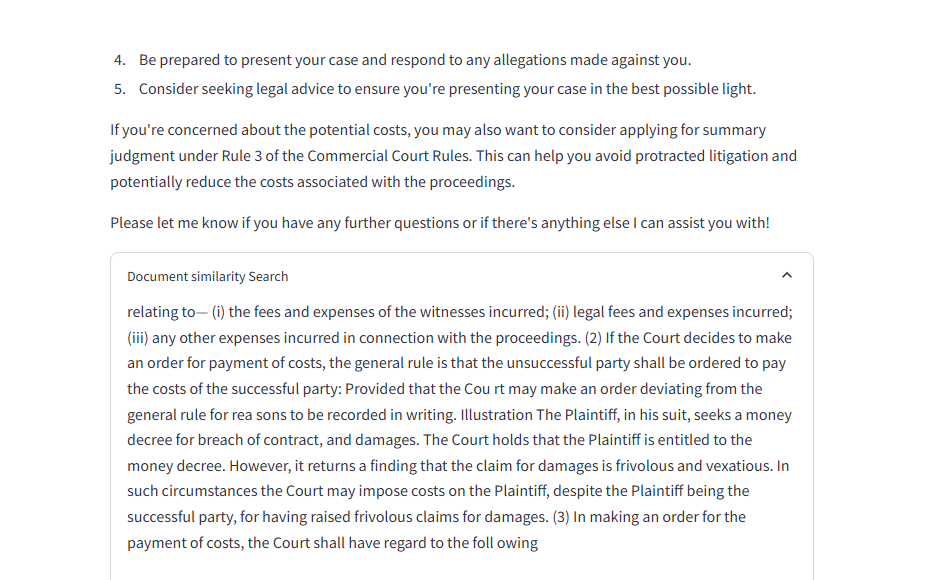 4. Be prepared to present your case and respond to any allegations made against you.
5. Consider seeking legal advice to ensure you're presenting your case in the best possible light.
If you're concerned about the potential costs, you may also want to consider applying for summary
judgment under Rule 3 of the Commercial Court Rules. This can help you avoid protracted litigation and
potentially reduce the costs associated with the proceedings.
Please let me know if you have any further questions or if there's anything else I can assist you with!
Document similarity Search
relating to— (i) the fees and expenses of the witnesses incurred; (ii) legal fees and expenses incurred;
(iii) any other expenses incurred in connection with the proceedings. (2) If the Court decides to make
an order for payment of costs, the general rule is that the unsuccessful party shall be ordered to pay
the costs of the successful party: Provided that the Cou rt may make an order deviating from the
general rule for rea sons to be recorded in writing. Illustration The Plaintiff, in his suit, seeks a money
decree for breach of contract, and damages. The Court holds that the Plaintiff is entitled to the
money decree. However, it returns a finding that the claim for damages is frivolous and vexatious. In
such circumstances the Court may impose costs on the Plaintiff, despite the Plaintiff being the
successful party, for having raised frivolous claims for damages. (3) In making an order for the
payment of costs, the Court shall have regard to the foll owing